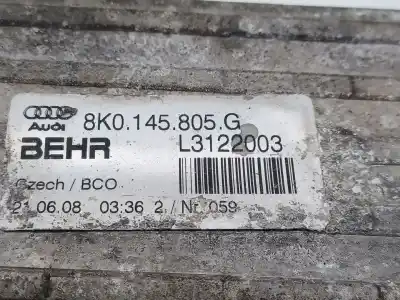 Audi 8K0.145.805.G
BEHR L3122003
Czech / BCO
21.06.08 03:36 2 / Nr. 059